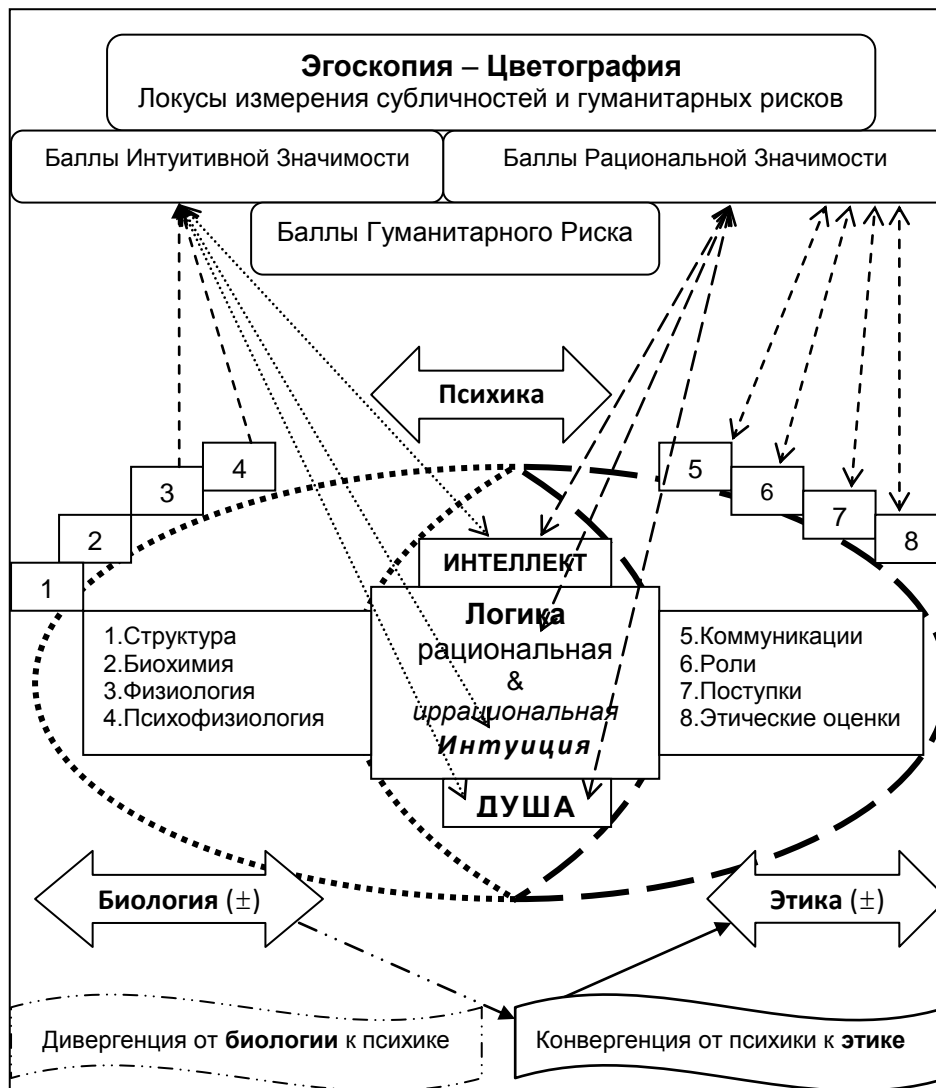 Эгоскопия – Цветография
Локусы измерения субличностей и гуманитарных рисков
Баллы Интуитивной Значимости
Баллы Рациональной Значимости
Баллы Гуманитарного Риска
Психика
4
3
2
1
5
6
7
8
ИНТЕЛЛЕКТ
Логика
рациональная
&
иррациональная
Интуиция
ДУША
1.Структура
2.Биохимия
3.Физиология
4.Психофизиология
5.Коммуникации
6.Роли
7.Поступки
8.Этические оценки
Биология (±)
Этика (±)
Дивергенция от биологии к психике
Конвергенция от психики к этике